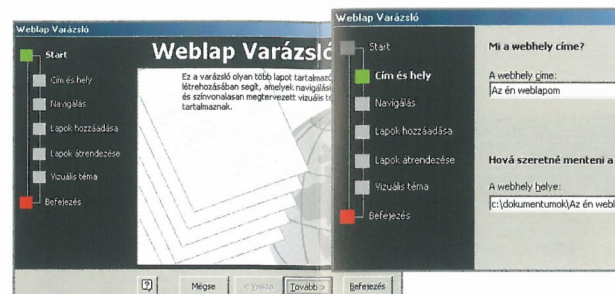 Weblap Varázsló
Start
Cím és hely
Navigálás
Lapok hozzáadása
Lapok átrendezése
Vizuális téma
Befejezés
Weblap Varázsló
Ez a varázsló olyan több lapot tartalmazó
létrehozásában segít, amelyek navigálási
és színvonalasan megtervezett vizuális té
tartalmaznak.
Mégse
< Vissza
Tovább >
Befejezés
Weblap Varázsló
Start
Cím és hely
Navigálás
Lapok hozzáadása
Lapok átrendezése
Vizuális téma
Befejezés
Mi a webhely címe?
A webhely címe:
Az én weblapom
Hová szeretné menteni a
A webhely helye:
c:\dokumentumok\Az én webl